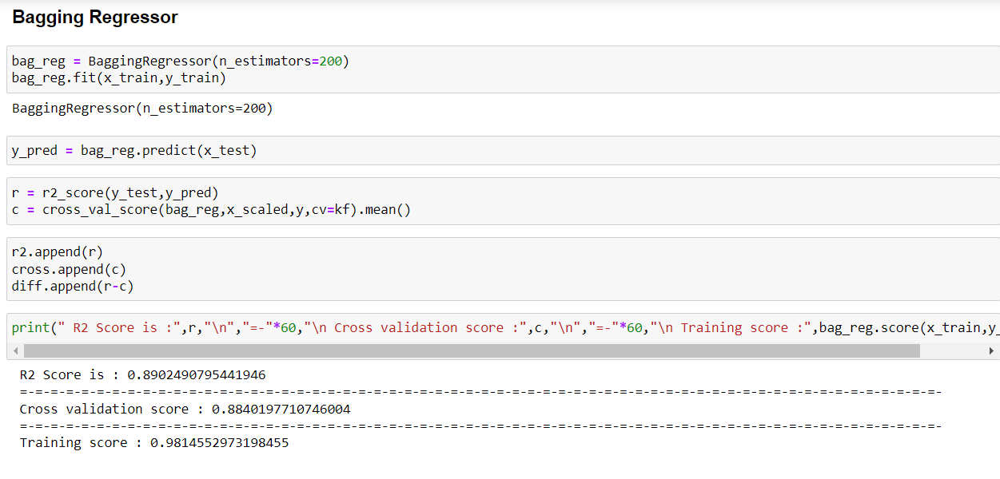 Bagging Regressor
bag_reg = BaggingRegressor(n_estimators=200)
bag_reg.fit(x_train,y_train)
BaggingRegressor(n_estimators=200)
y_pred = bag_reg.predict(x_test)
r = r2_score(y_test,y_pred)
c = cross_val_score(bag_reg,x_scaled,y,cv=kf).mean()
r2.append(r)
cross.append(c)
diff.append(r-c)
print(" R2 Score is :",r,"\n","=-"*60,"\n Cross validation score :",c,"\n","=-"*60,"\n Training score :",bag_reg.score(x_train,y_
R2 Score is : 0.8902490795441946
=-=-=-=-=-=-=-=-=-=-=-=-=-=-=-=-=-=-=-=-=-=-=-=-=-=-=-=-=-=-=-=-=-=-=-=-=-=-=-=-=-=-=-=-=-=-=-=-=-=-=-=-=-=-=-=-=-=-=-=-
Cross validation score : 0.8840197710746004
=-=-=-=-=-=-=-=-=-=-=-=-=-=-=-=-=-=-=-=-=-=-=-=-=-=-=-=-=-=-=-=-=-=-=-=-=-=-=-=-=-=-=-=-=-=-=-=-=-=-=-=-=-=-=-=-=-=-=-=-
Training score : 0.9814552973198455